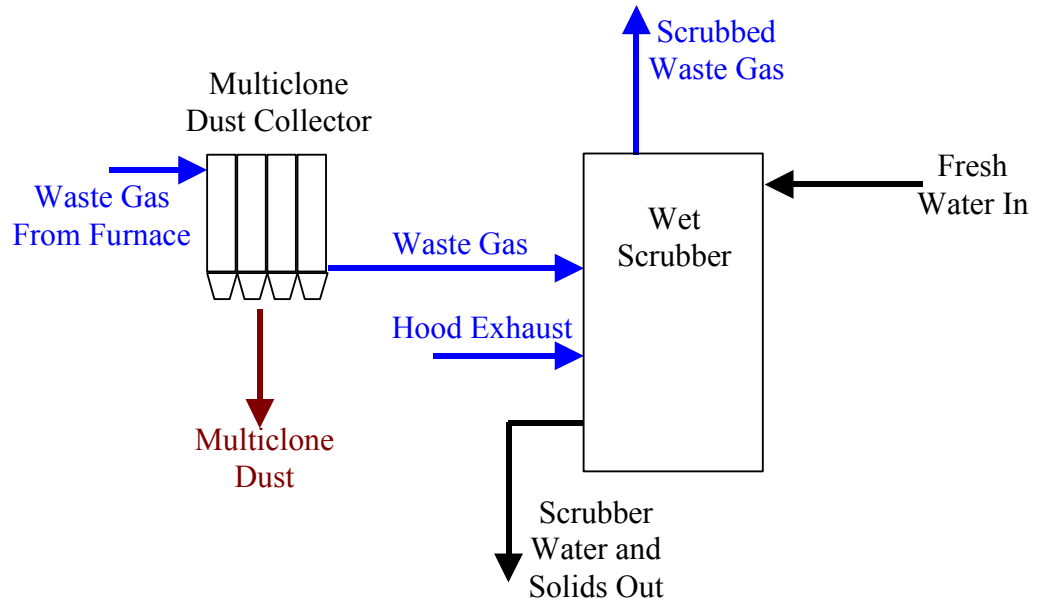 Scrubbed
Waste Gas
Multiclone
Dust Collector
Waste Gas
From Furnace
Fresh
Water In
Wet
Scrubber
Waste Gas
Hood Exhaust
Multiclone
Dust
Scrubber
Water and
Solids Out